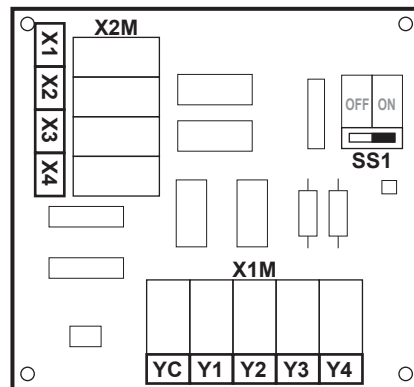 X2M
X1
X2
X3
X4
OFF ON
SS1
X1M
YC Y1 Y2 Y3 Y4